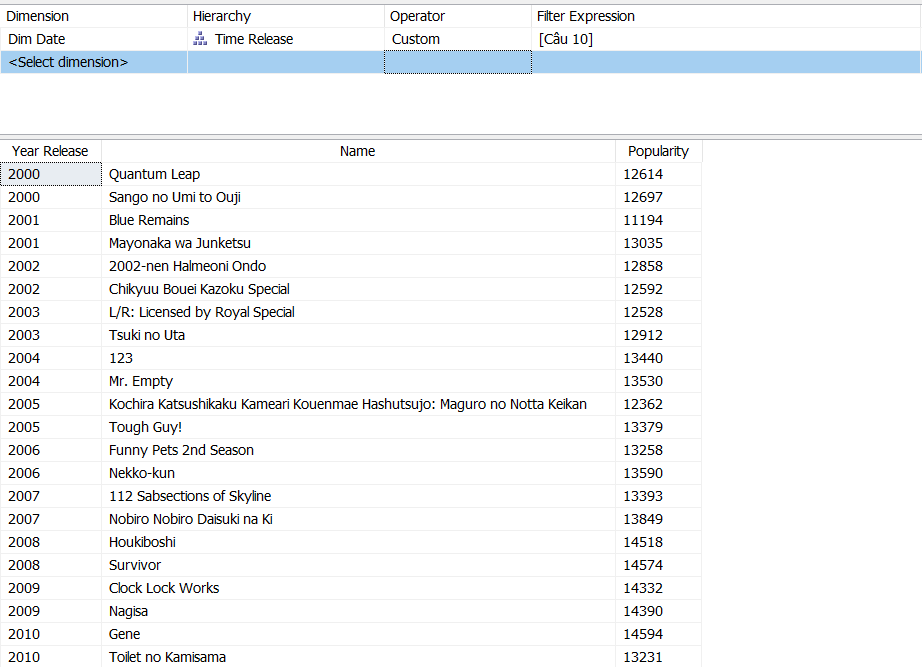 Dimension Hierarchy Operator Filter Expression
Dim Date Time Release Custom [Câu 10]
<Select dimension>
Year Release Name Popularity
2000 Quantum Leap 12614
2000 Sango no Umi to Ouji 12697
2001 Blue Remains 11194
2001 Mayonaka wa Junketsu 13035
2002 2002-nen Halmeoni Ondo 12858
2002 Chikyuu Bouei Kazoku Special 12592
2003 L/R: Licensed by Royal Special 12528
2003 Tsuki no Uta 12912
2004 123 13440
2004 Mr. Empty 13530
2005 Kochira Katsushikaku Kameari Kouenmae Hashutsujo: Maguro no Notta Keikan 12362
2005 Tough Guy! 13379
2006 Funny Pets 2nd Season 13258
2006 Nekko-kun 13590
2007 112 Sabsections of Skyline 13393
2007 Nobiro Nobiro Daisuki na Ki 13849
2008 Houkiboshi 14518
2008 Survivor 14574
2009 Clock Lock Works 14332
2009 Nagisa 14390
2010 Gene 14594
2010 Toilet no Kamisama 13231